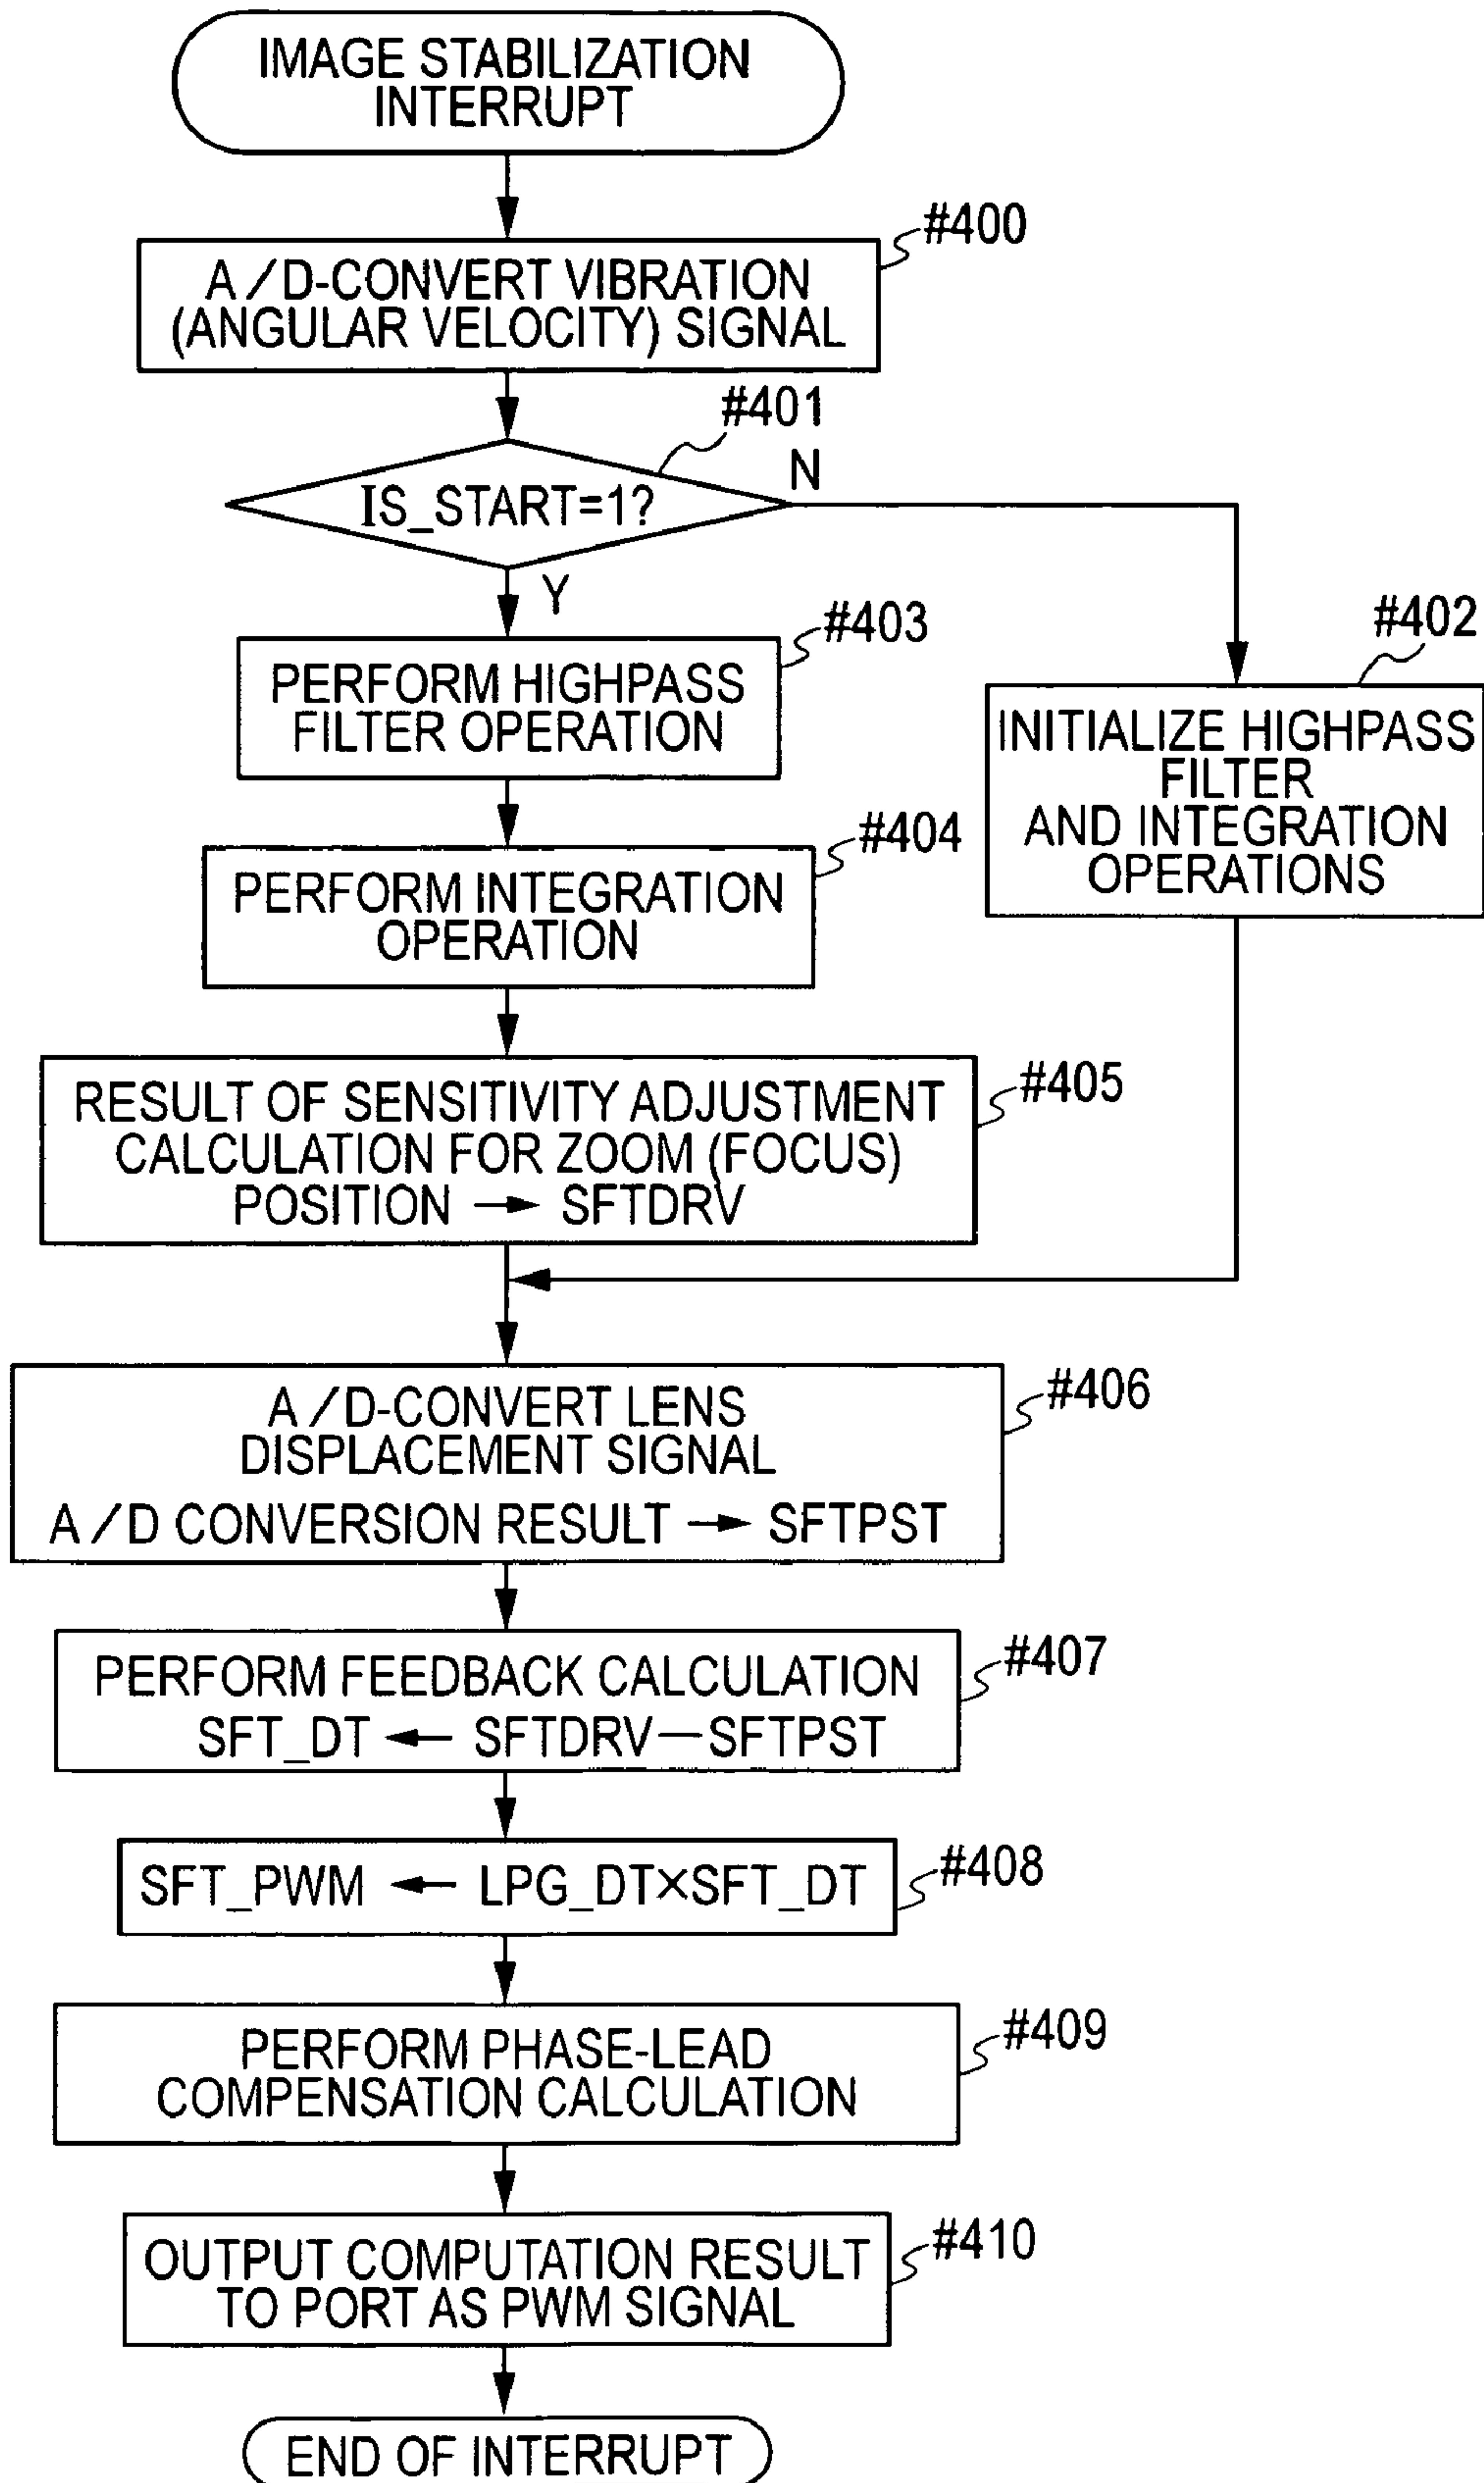 IMAGE STABILIZATION
INTERRUPT
#400
A/D-CONVERT VIBRATION
(ANGULAR VELOCITY) SIGNAL
#401
IS_START=1?
N
Y
#403
PERFORM HIGHPASS
FILTER OPERATION
#402
INITIALIZE HIGHPASS
FILTER
AND INTEGRATION
OPERATIONS
#404
PERFORM INTEGRATION
OPERATION
#405
RESULT OF SENSITIVITY ADJUSTMENT
CALCULATION FOR ZOOM (FOCUS)
POSITION → SFTDRV
#406
A/D-CONVERT LENS
DISPLACEMENT SIGNAL
A/D CONVERSION RESULT → SFTPST
#407
PERFORM FEEDBACK CALCULATION
SFT_DT ← SFTDRV—SFTPST
#408
SFT_PWM ← LPG_DT×SFT_DT
#409
PERFORM PHASE-LEAD
COMPENSATION CALCULATION
#410
OUTPUT COMPUTATION RESULT
TO PORT AS PWM SIGNAL
END OF INTERRUPT